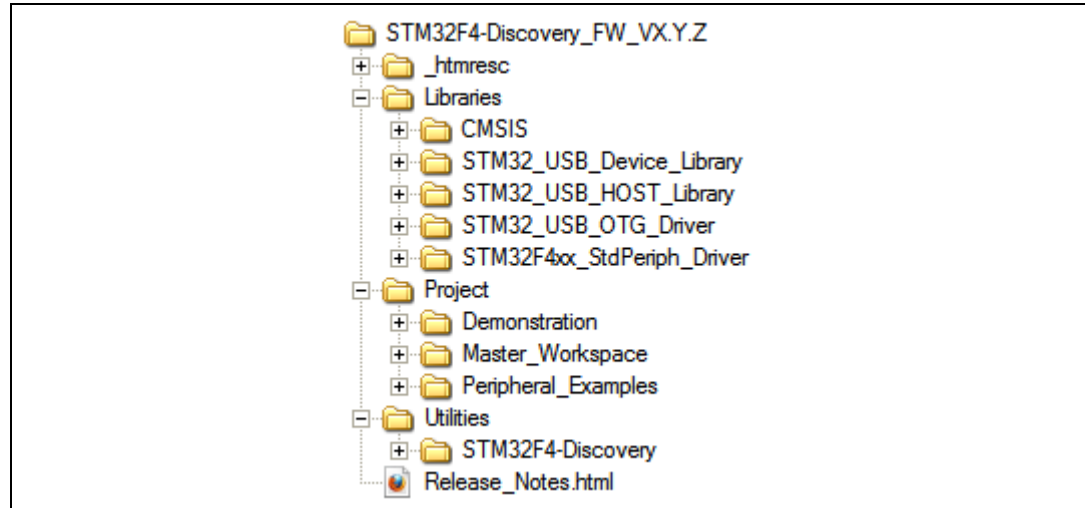 STM32F4-Discovery_FW_VX.Y.Z
_htmresc
Libraries
CMSIS
STM32_USB_Device_Library
STM32_USB_HOST_Library
STM32_USB_OTG_Driver
STM32F4xx_StdPeriph_Driver
Project
Demonstration
Master_Workspace
Peripheral_Examples
Utilities
STM32F4-Discovery
Release_Notes.html